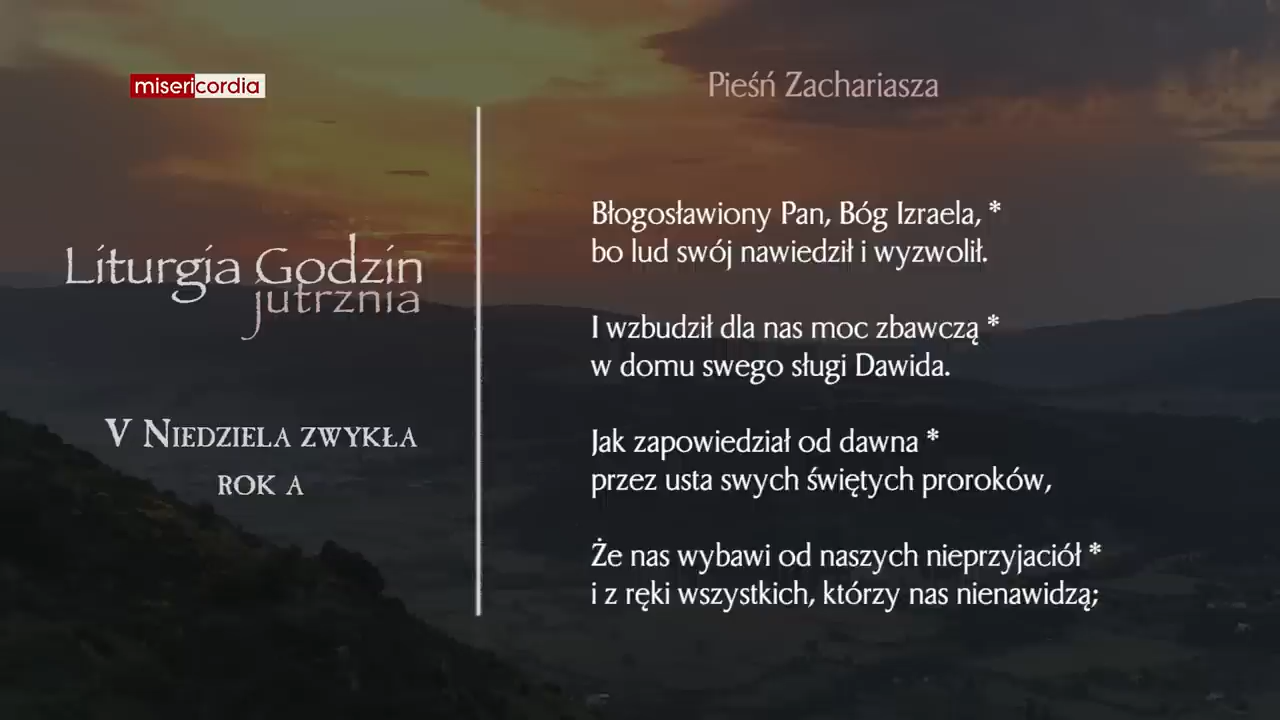 misericordia
Liturgia Godzin
jutrznia
V Niedziela zwykła
rok A
Pieśń Zachariasza
Błogosławiony Pan, Bóg Izraela, *
bo lud swój nawiedził i wyzwolił.
I wzbudził dla nas moc zbawczą *
w domu swego sługi Dawida.
Jak zapowiedział od dawna *
przez usta swych świętych proroków,
Że nas wybawi od naszych nieprzyjaciół *
i z ręki wszystkich, którzy nas nienawidzą;